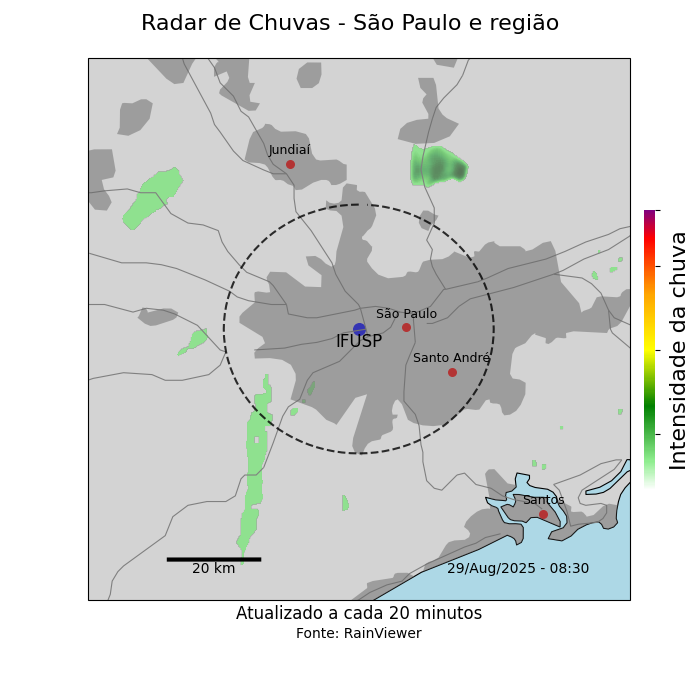 Radar de Chuvas - São Paulo e região
Jundiaí
São Paulo
IFUSP
Santo André
Intensidade da chuva
Santos
20 km
29/Aug/2025 - 08:30
Atualizado a cada 20 minutos
Fonte: RainViewer